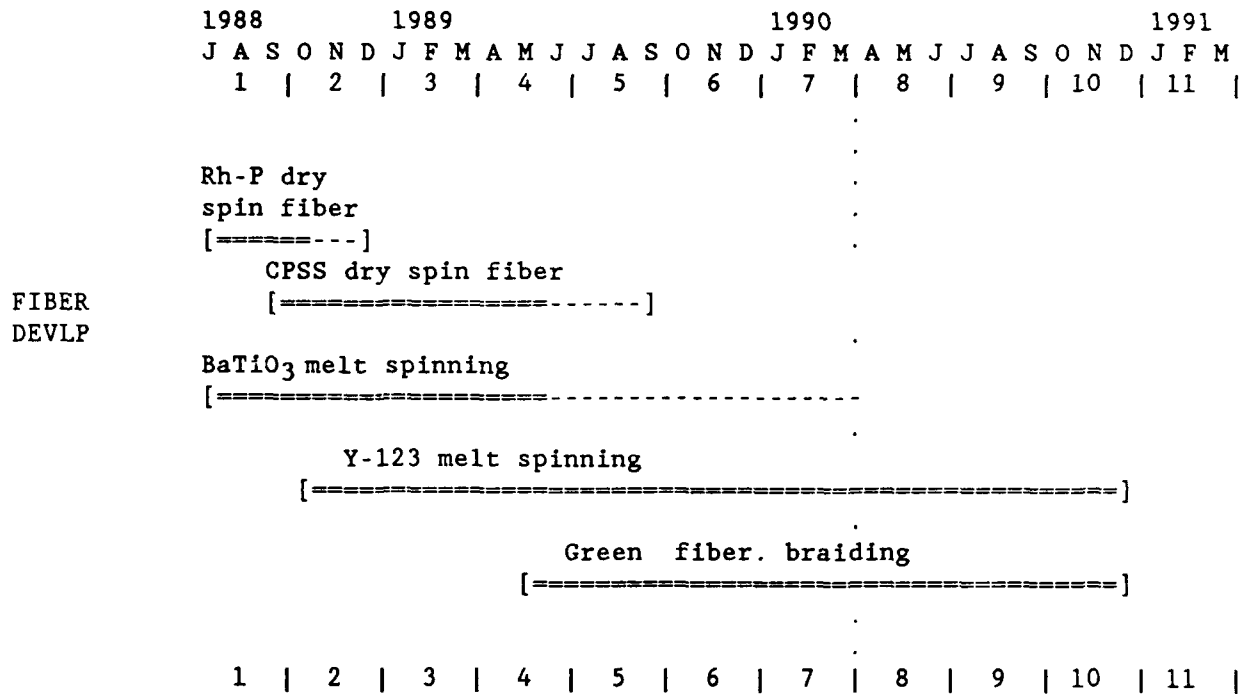 1988 1989 1990 1991
J A S O N D J F M A M J J A S O N D J F M A M J J A S O N D J F M
1 | 2 | 3 | 4 | 5 | 6 | 7 | 8 | 9 | 10 | 11 |
.
.
Rh-P dry .
spin fiber .
[======---] .
CPSS dry spin fiber
FIBER [=================------]
DEVLP .
BaTiO3 melt spinning
[=====================--------------------
.
Y-123 melt spinning
[===================================================]
.
Green fiber. braiding
[=====================================]
.
.
1 | 2 | 3 | 4 | 5 | 6 | 7 | 8 | 9 | 10 | 11 |